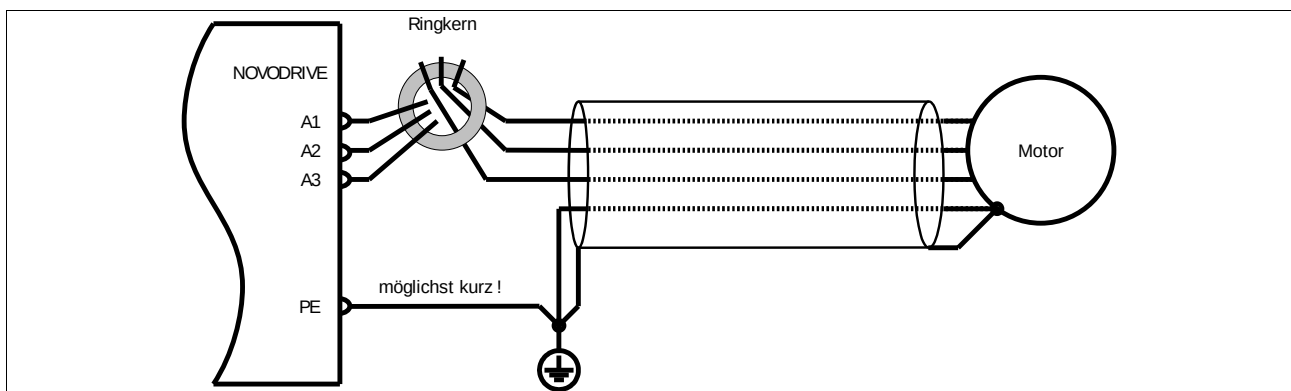 Ringkern
NOVODRIVE
A1
A2
A3
Motor
möglichst kurz !
PE